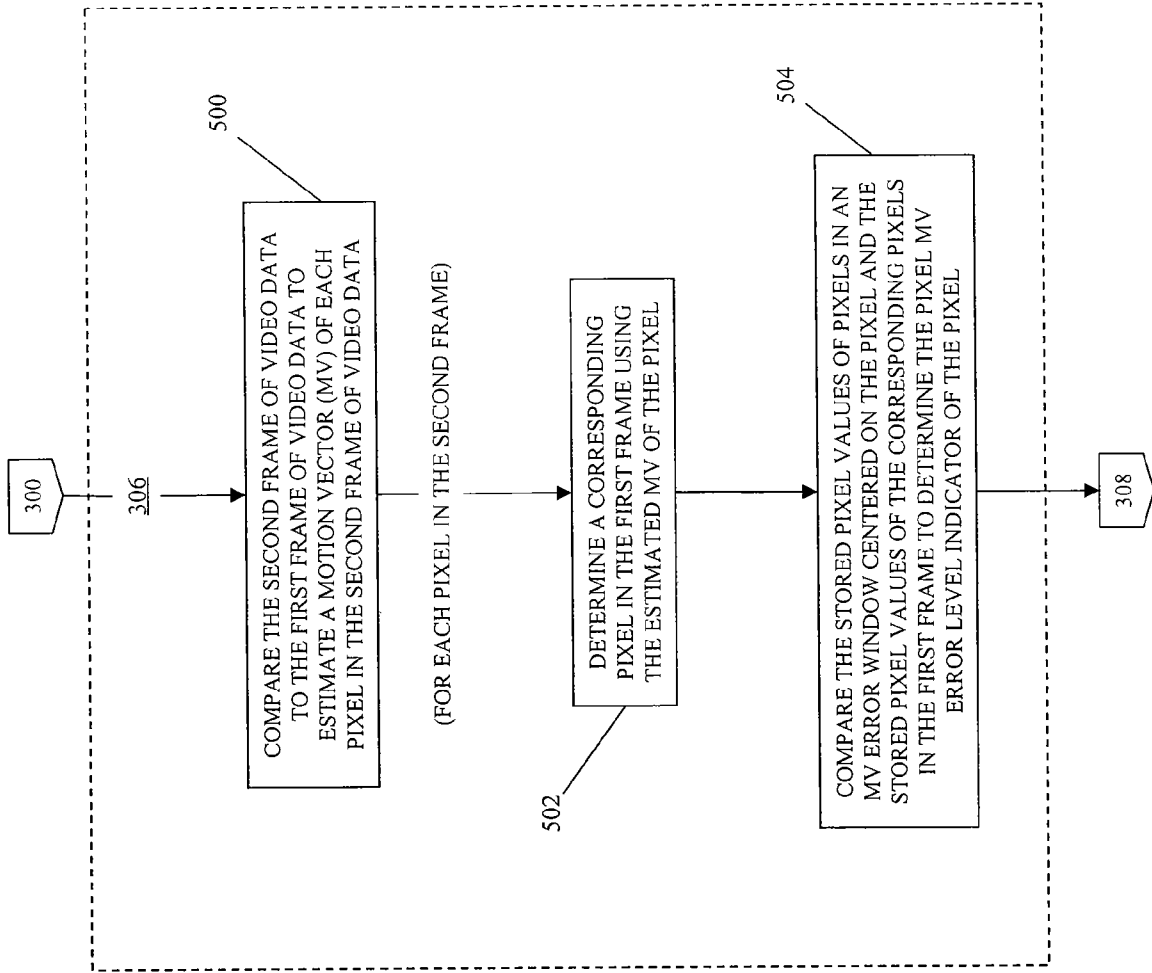 300
306
500
COMPARE THE SECOND FRAME OF VIDEO DATA
TO THE FIRST FRAME OF VIDEO DATA TO
ESTIMATE A MOTION VECTOR (MV) OF EACH
PIXEL IN THE SECOND FRAME OF VIDEO DATA
(FOR EACH PIXEL IN THE SECOND FRAME)
502
DETERMINE A CORRESPONDING
PIXEL IN THE FIRST FRAME USING
THE ESTIMATED MV OF THE PIXEL
504
COMPARE THE STORED PIXEL VALUES OF PIXELS IN AN
MV ERROR WINDOW CENTERED ON THE PIXEL AND THE
STORED PIXEL VALUES OF THE CORRESPONDING PIXELS
IN THE FIRST FRAME TO DETERMINE THE PIXEL MV
ERROR LEVEL INDICATOR OF THE PIXEL
308